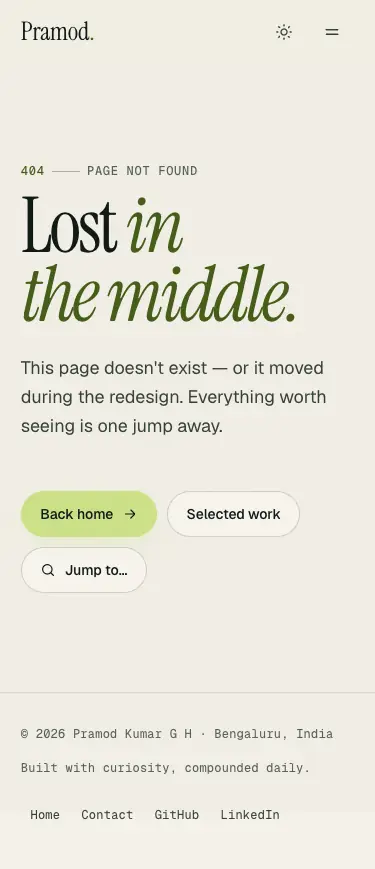 Pramod.
404 PAGE NOT FOUND
Lost in
the middle.
This page doesn't exist — or it moved
during the redesign. Everything worth
seeing is one jump away.
Back home →
Selected work
Jump to…
© 2026 Pramod Kumar G H · Bengaluru, India
Built with curiosity, compounded daily.
Home Contact GitHub LinkedIn